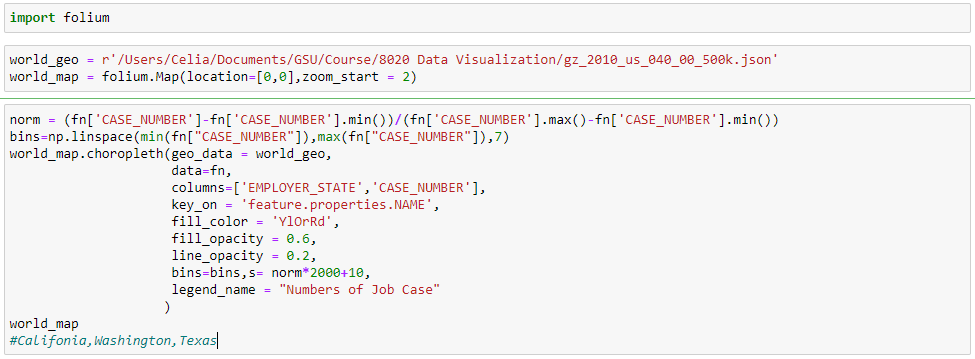 import folium
world_geo = r'/Users/Celia/Documents/GSU/Course/8020 Data Visualization/gz_2010_us_040_00_500k.json'
world_map = folium.Map(location=[0,0],zoom_start = 2)
norm = (fn['CASE_NUMBER']-fn['CASE_NUMBER'].min())/(fn['CASE_NUMBER'].max()-fn['CASE_NUMBER'].min())
bins=np.linspace(min(fn["CASE_NUMBER"]),max(fn["CASE_NUMBER"]),7)
world_map.choropleth(geo_data = world_geo,
data=fn,
columns=['EMPLOYER_STATE','CASE_NUMBER'],
key_on = 'feature.properties.NAME',
fill_color = 'YlOrRd',
fill_opacity = 0.6,
line_opacity = 0.2,
bins=bins,s= norm*2000+10,
legend_name = "Numbers of Job Case"
)
world_map
#Califonia,Washington,Texas